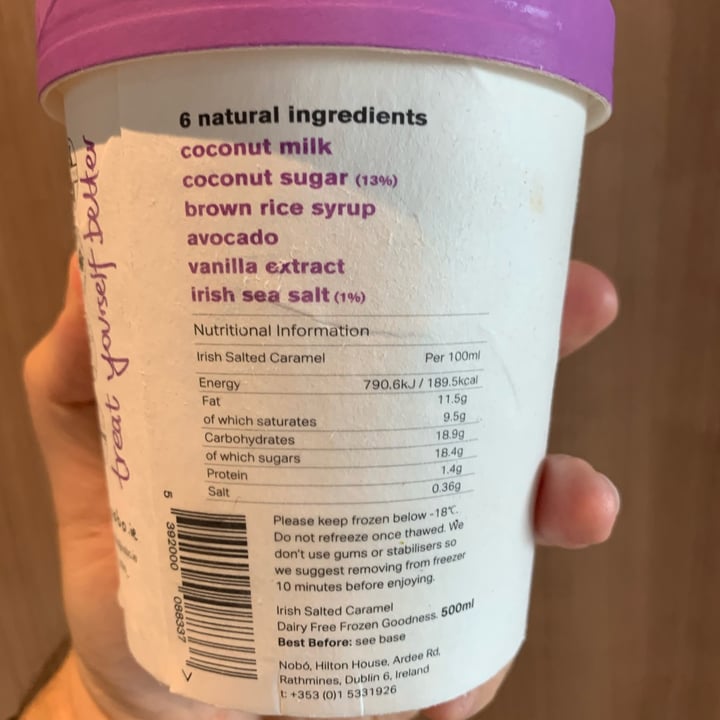 6 natural ingredients
coconut milk
coconut sugar (13%)
brown rice syrup
avocado
vanilla extract
irish sea salt (1%)
Nutritional Information
Irish Salted Caramel Per 100ml
Energy 790.6kJ / 189.5kcal
Fat 11.5g
of which saturates 9.5g
Carbohydrates 18.9g
of which sugars 18.4g
Protein 1.4g
Salt 0.36g
Please keep frozen below -18℃.
Do not refreeze once thawed. We
don't use gums or stabilisers so
we suggest removing from freezer
10 minutes before enjoying.
Irish Salted Caramel
Dairy Free Frozen Goodness. 500ml
Best Before: see base
Nobó, Hilton House, Ardee Rd,
Rathmines, Dublin 6, Ireland
t: +353 (0)1 5331926
treat yourself better
5 392000 088337 >